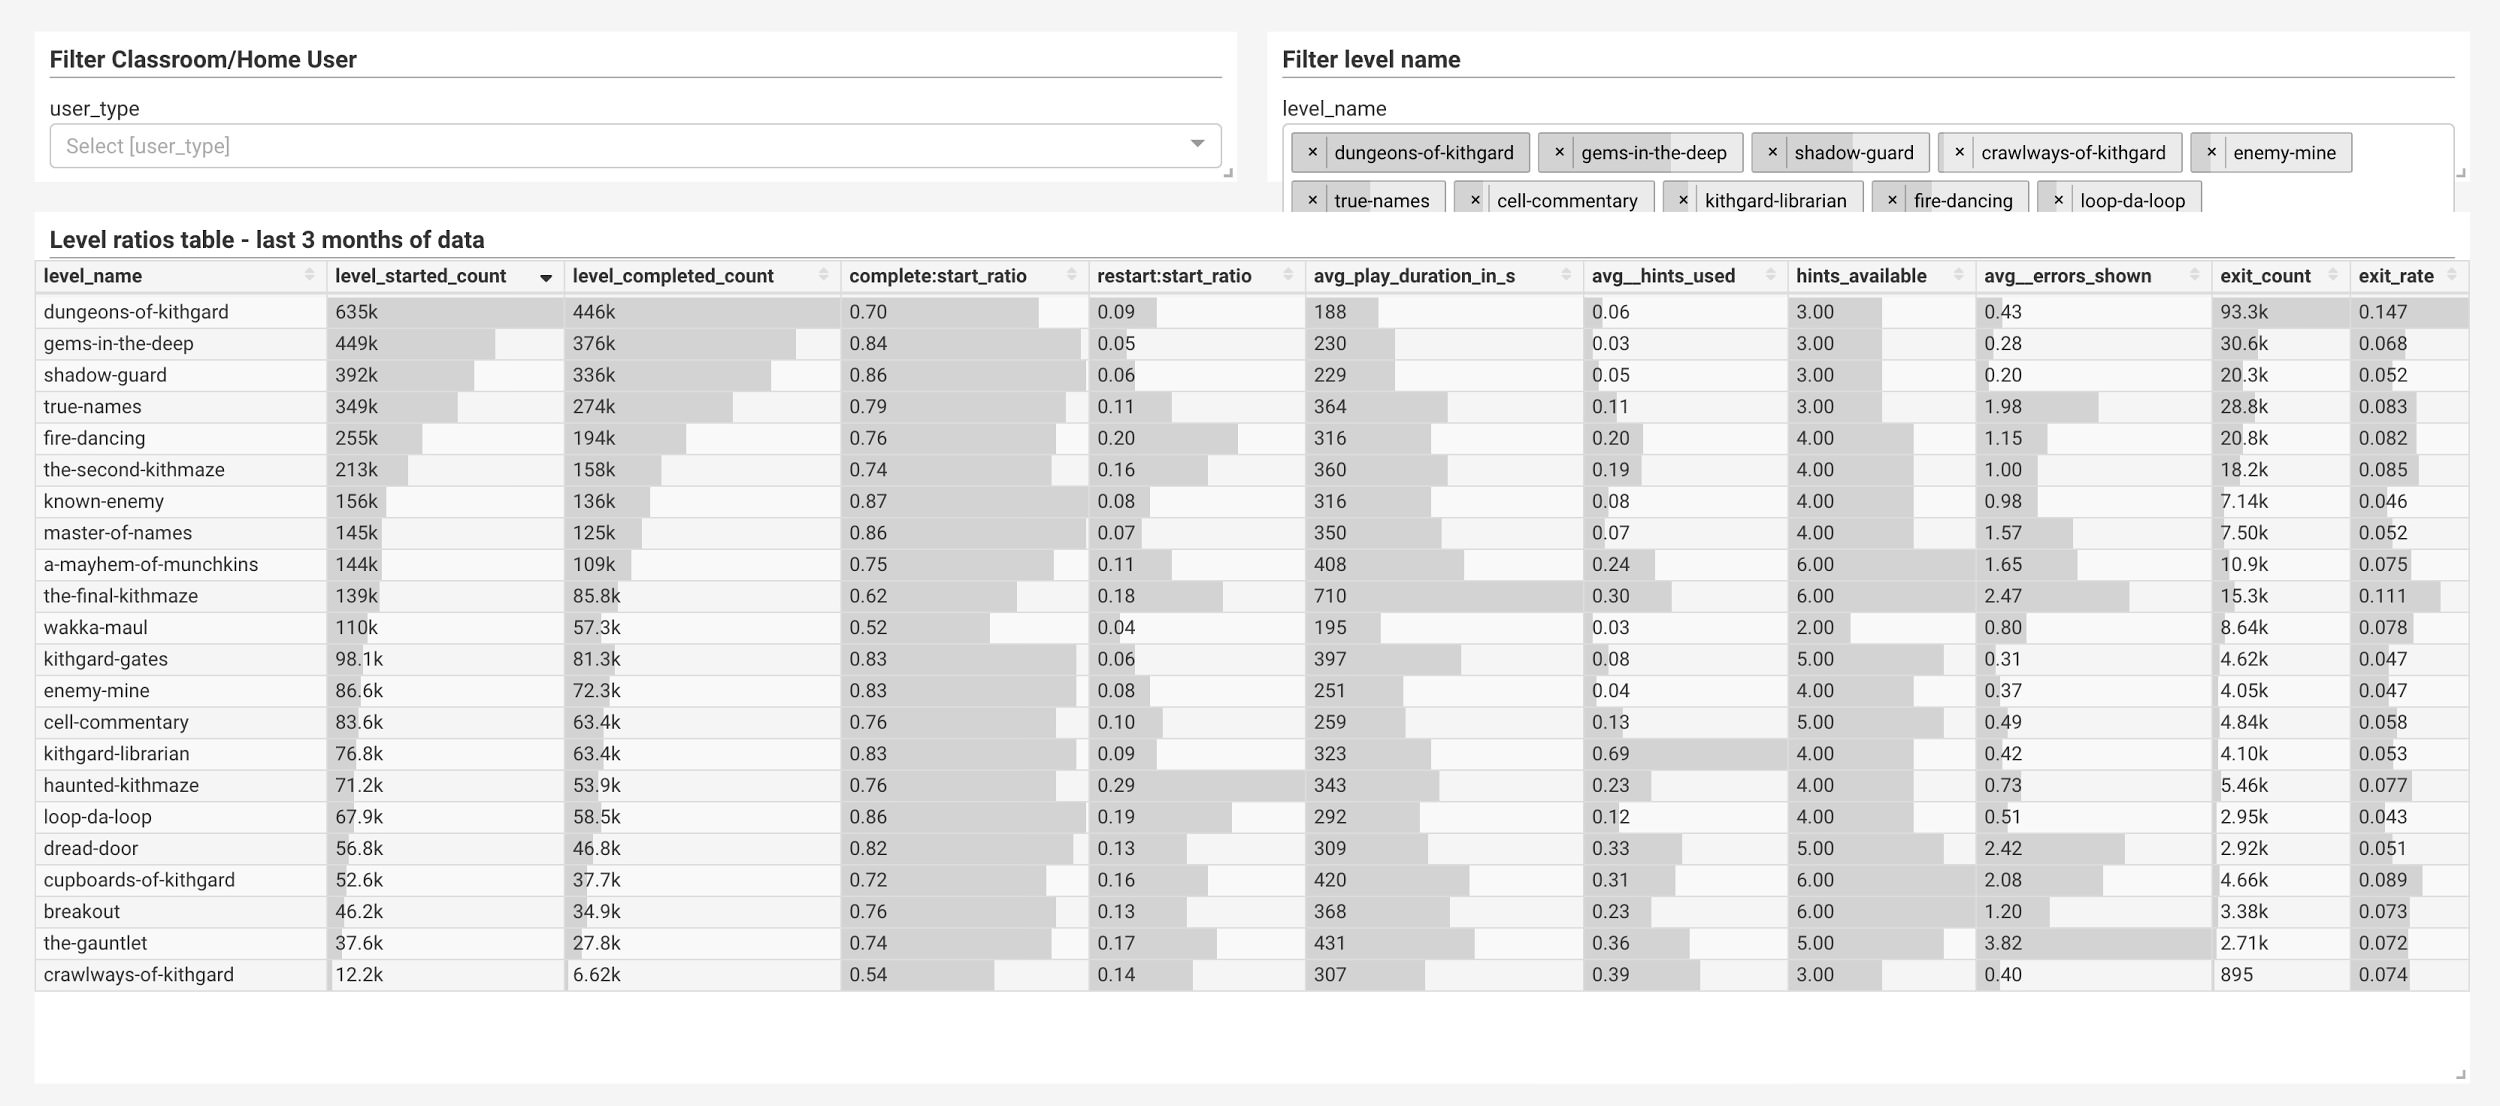 Filter Classroom/Home User
user_type
Select [user_type]
Filter level name
level_name
× dungeons-of-kithgard × gems-in-the-deep × shadow-guard × crawlways-of-kithgard × enemy-mine
× true-names × cell-commentary × kithgard-librarian × fire-dancing × loop-da-loop
Level ratios table - last 3 months of data
level_name level_started_count level_completed_count complete:start_ratio restart:start_ratio avg_play_duration_in_s avg__hints_used hints_available avg__errors_shown exit_count exit_rate
dungeons-of-kithgard 635k 446k 0.70 0.09 188 0.06 3.00 0.43 93.3k 0.147
gems-in-the-deep 449k 376k 0.84 0.05 230 0.03 3.00 0.28 30.6k 0.068
shadow-guard 392k 336k 0.86 0.06 229 0.05 3.00 0.20 20.3k 0.052
true-names 349k 274k 0.79 0.11 364 0.11 3.00 1.98 28.8k 0.083
fire-dancing 255k 194k 0.76 0.20 316 0.20 4.00 1.15 20.8k 0.082
the-second-kithmaze 213k 158k 0.74 0.16 360 0.19 4.00 1.00 18.2k 0.085
known-enemy 156k 136k 0.87 0.08 316 0.08 4.00 0.98 7.14k 0.046
master-of-names 145k 125k 0.86 0.07 350 0.07 4.00 1.57 7.50k 0.052
a-mayhem-of-munchkins 144k 109k 0.75 0.11 408 0.24 6.00 1.65 10.9k 0.075
the-final-kithmaze 139k 85.8k 0.62 0.18 710 0.30 6.00 2.47 15.3k 0.111
wakka-maul 110k 57.3k 0.52 0.04 195 0.03 2.00 0.80 8.64k 0.078
kithgard-gates 98.1k 81.3k 0.83 0.06 397 0.08 5.00 0.31 4.62k 0.047
enemy-mine 86.6k 72.3k 0.83 0.08 251 0.04 4.00 0.37 4.05k 0.047
cell-commentary 83.6k 63.4k 0.76 0.10 259 0.13 5.00 0.49 4.84k 0.058
kithgard-librarian 76.8k 63.4k 0.83 0.09 323 0.69 4.00 0.42 4.10k 0.053
haunted-kithmaze 71.2k 53.9k 0.76 0.29 343 0.23 4.00 0.73 5.46k 0.077
loop-da-loop 67.9k 58.5k 0.86 0.19 292 0.12 4.00 0.51 2.95k 0.043
dread-door 56.8k 46.8k 0.82 0.13 309 0.33 5.00 2.42 2.92k 0.051
cupboards-of-kithgard 52.6k 37.7k 0.72 0.16 420 0.31 6.00 2.08 4.66k 0.089
breakout 46.2k 34.9k 0.76 0.13 368 0.23 6.00 1.20 3.38k 0.073
the-gauntlet 37.6k 27.8k 0.74 0.17 431 0.36 5.00 3.82 2.71k 0.072
crawlways-of-kithgard 12.2k 6.62k 0.54 0.14 307 0.39 3.00 0.40 895 0.074